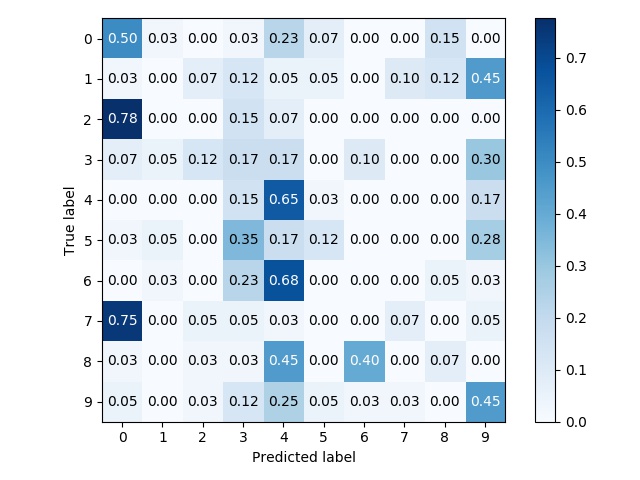 0 0.50 0.03 0.00 0.03 0.23 0.07 0.00 0.00 0.15 0.00
1 0.03 0.00 0.07 0.12 0.05 0.05 0.00 0.10 0.12 0.45
2 0.78 0.00 0.00 0.15 0.07 0.00 0.00 0.00 0.00 0.00
3 0.07 0.05 0.12 0.17 0.17 0.00 0.10 0.00 0.00 0.30
4 0.00 0.00 0.00 0.15 0.65 0.03 0.00 0.00 0.00 0.17
5 0.03 0.05 0.00 0.35 0.17 0.12 0.00 0.00 0.00 0.28
6 0.00 0.03 0.00 0.23 0.68 0.00 0.00 0.00 0.05 0.03
7 0.75 0.00 0.05 0.05 0.03 0.00 0.00 0.07 0.00 0.05
8 0.03 0.00 0.03 0.03 0.45 0.00 0.40 0.00 0.07 0.00
9 0.05 0.00 0.03 0.12 0.25 0.05 0.03 0.03 0.00 0.45
0 1 2 3 4 5 6 7 8 9
Predicted label
True label
0.7
0.6
0.5
0.4
0.3
0.2
0.1
0.0